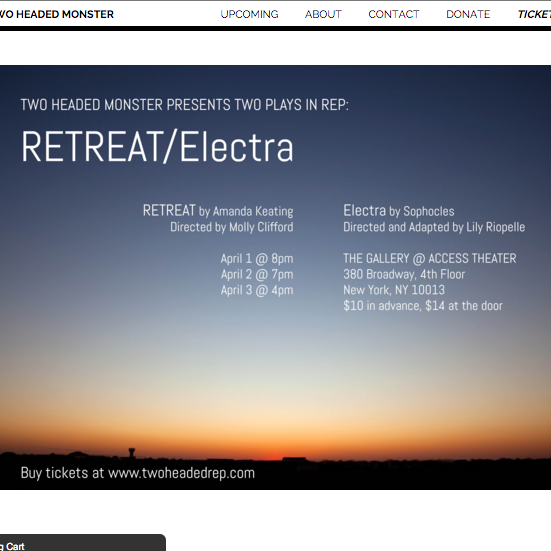 WO HEADED MONSTER UPCOMING ABOUT CONTACT DONATE TICKET
TWO HEADED MONSTER PRESENTS TWO PLAYS IN REP:
RETREAT/Electra
RETREAT by Amanda Keating
Directed by Molly Clifford
April 1 @ 8pm
April 2 @ 7pm
April 3 @ 4pm
Electra by Sophocles
Directed and Adapted by Lily Riopelle
THE GALLERY @ ACCESS THEATER
380 Broadway, 4th Floor
New York, NY 10013
$10 in advance, $14 at the door
Buy tickets at www.twoheadedrep.com
g Cart